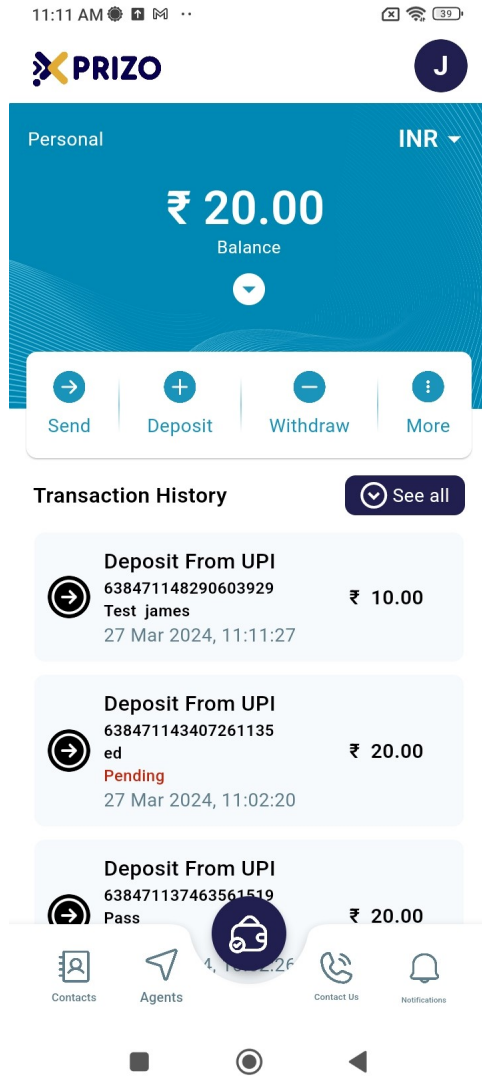 11:11 AM
39
PRIZO
J
Personal
INR
₹ 20.00
Balance
Send
Deposit
Withdraw
More
Transaction History
See all
Deposit From UPI
638471148290603929
Test james
₹ 10.00
27 Mar 2024, 11:11:27
Deposit From UPI
638471143407261135
ed
₹ 20.00
Pending
27 Mar 2024, 11:02:20
Deposit From UPI
638471137463561519
Pass
₹ 20.00
Contacts
Agents
Contact Us
Notifications